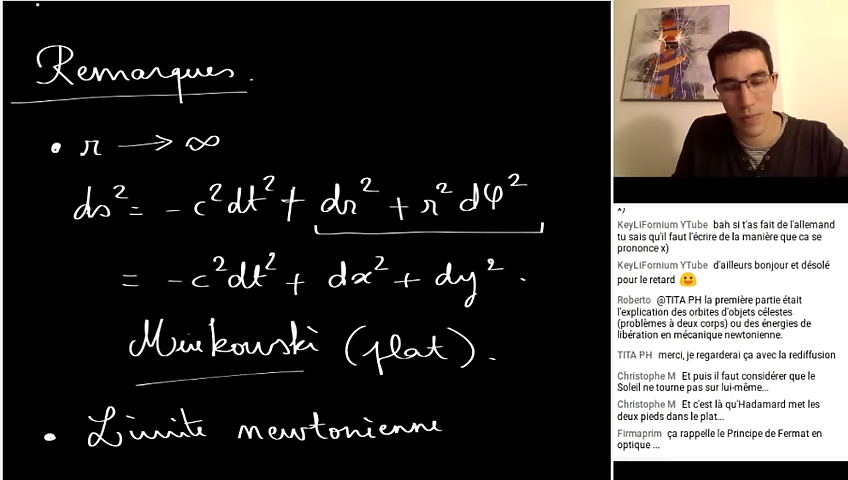 Remarques.
• r → ∞
ds² = -c²dt² + dr² + r²dφ²
= -c²dt² + dx² + dy².
Minkowski (plat).
• Limite newtonienne
x)
KeyLIFornium YTube bah si t'as fait de l'allemand
tu sais qu'il faut l'écrire de la manière que ca se
prononce x)
KeyLIFornium YTube d'ailleurs bonjour et désolé
pour le retard
Roberto @TITA PH la première partie était
l'explication des orbites d'objets célestes
(problèmes à deux corps) ou des énergies de
libération en mécanique newtonienne.
TITA PH merci, je regarderai ça avec la rediffusion
Christophe M Et puis il faut considérer que le
Soleil ne tourne pas sur lui-même...
Christophe M Et c'est là qu'Hadamard met les
deux pieds dans le plat...
Firmaprim ça rappelle le Principe de Fermat en
optique ...